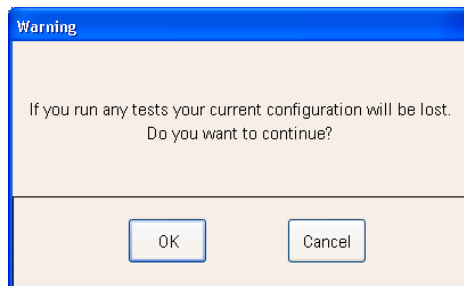 Warning
If you run any tests your current configuration will be lost.
Do you want to continue?
OK
Cancel